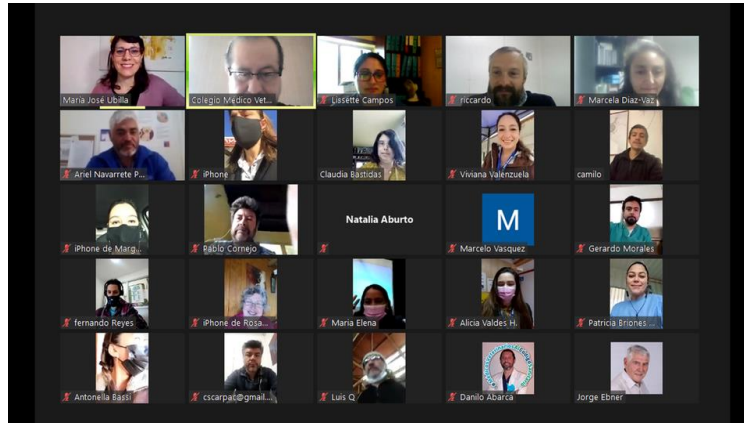 María José Ubilla
Colegio Médico Vet...
Lissette Campos
riccardo
Marcela Diaz-Vaz
Ariel Navarrete P...
iPhone
Claudia Bastidas
Viviana Valenzuela
camilo
iPhone de Marg...
Pablo Cornejo
Natalia Aburto
M
Marcelo Vasquez
Gerardo Morales
fernando Reyes
iPhone de Rosa...
Maria Elena
Alicia Valdes H.
Patricia Briones ...
Antonella Bassi
cscarpac@gmail....
Luis Q
Danilo Abarca
Jorge Ebner